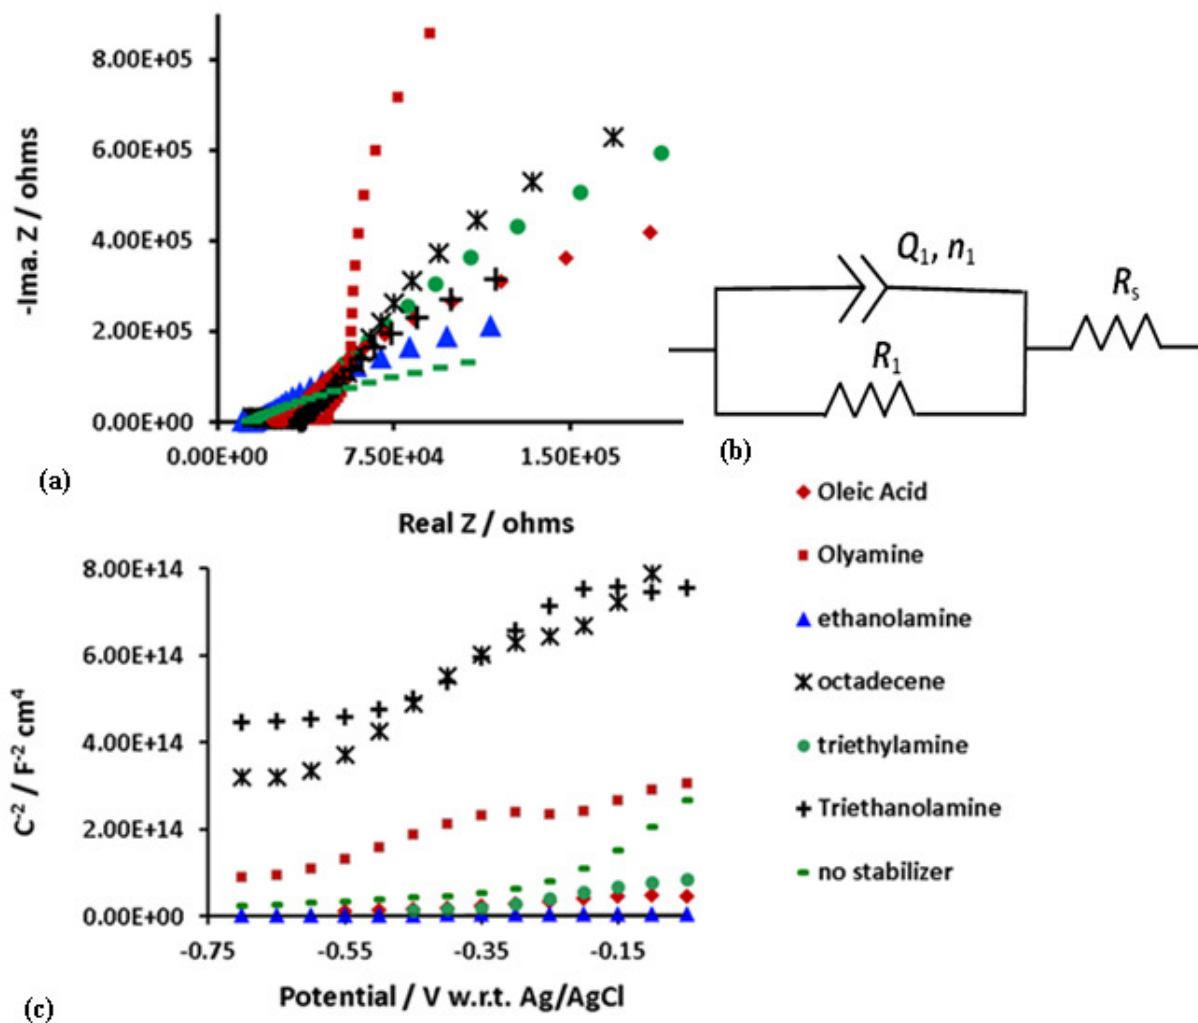 8.00E+05
6.00E+05
4.00E+05
2.00E+05
0.00E+00
-Ima. Z / ohms
0.00E+00 7.50E+04 1.50E+05
Real Z / ohms
(a)
Q1, n1
R1
Rs
(b)
Oleic Acid
Olyamine
ethanolamine
octadecene
triethylamine
Triethanolamine
no stabilizer
8.00E+14
6.00E+14
4.00E+14
2.00E+14
0.00E+00
C-2 / F-2 cm4
-0.75 -0.55 -0.35 -0.15
Potential / V w.r.t. Ag/AgCl
(c)